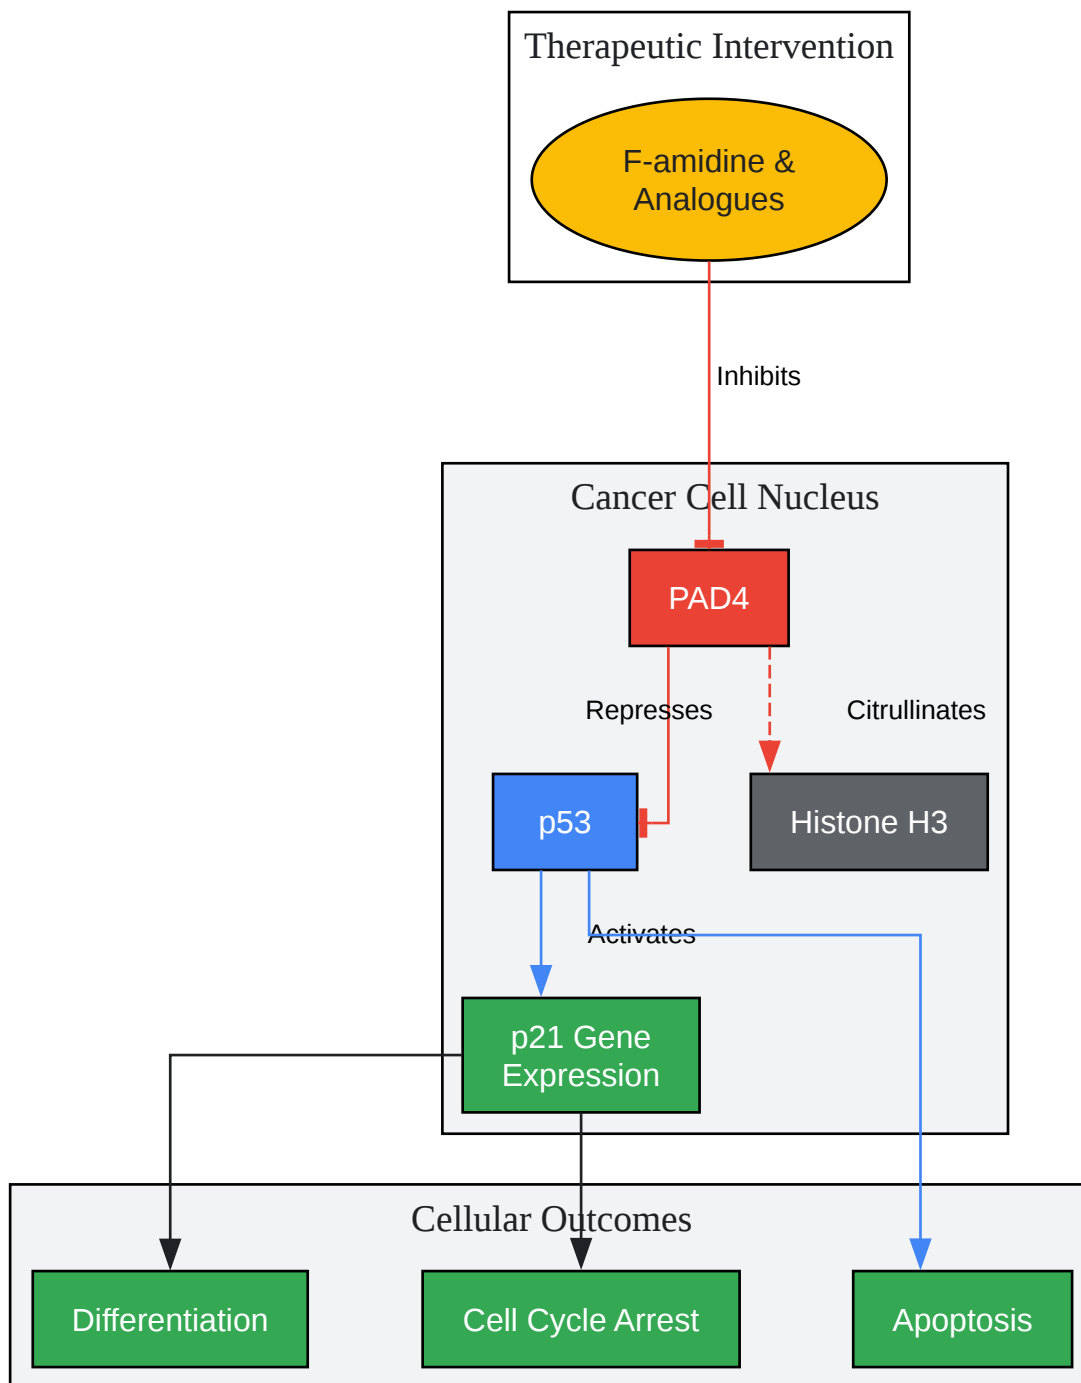 Therapeutic Intervention
F-amidine &
Analogues
Inhibits
Cancer Cell Nucleus
PAD4
Represses
Citrullinates
p53
Histone H3
Activates
p21 Gene
Expression
Cellular Outcomes
Differentiation
Cell Cycle Arrest
Apoptosis